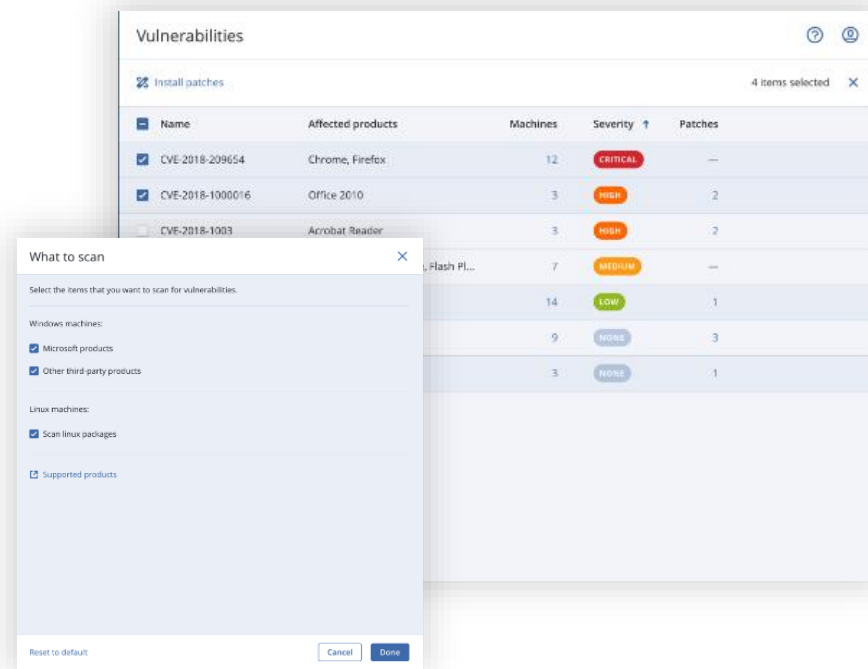 Vulnerabilities
Install patches 4 items selected
Name Affected products Machines Severity Patches
CVE-2018-209654 Chrome, Firefox 12 CRITICAL —
CVE-2018-1000016 Office 2010 3 HIGH 2
CVE-2018-1003 Acrobat Reader 3 HIGH 2
, Flash Pl... 7 MEDIUM —
14 LOW 1
9 NONE 3
3 NONE 1
What to scan
Select the items that you want to scan for vulnerabilities.
Windows machines:
Microsoft products
Other third-party products
Linux machines:
Scan linux packages
Supported products
Reset to default Cancel Done